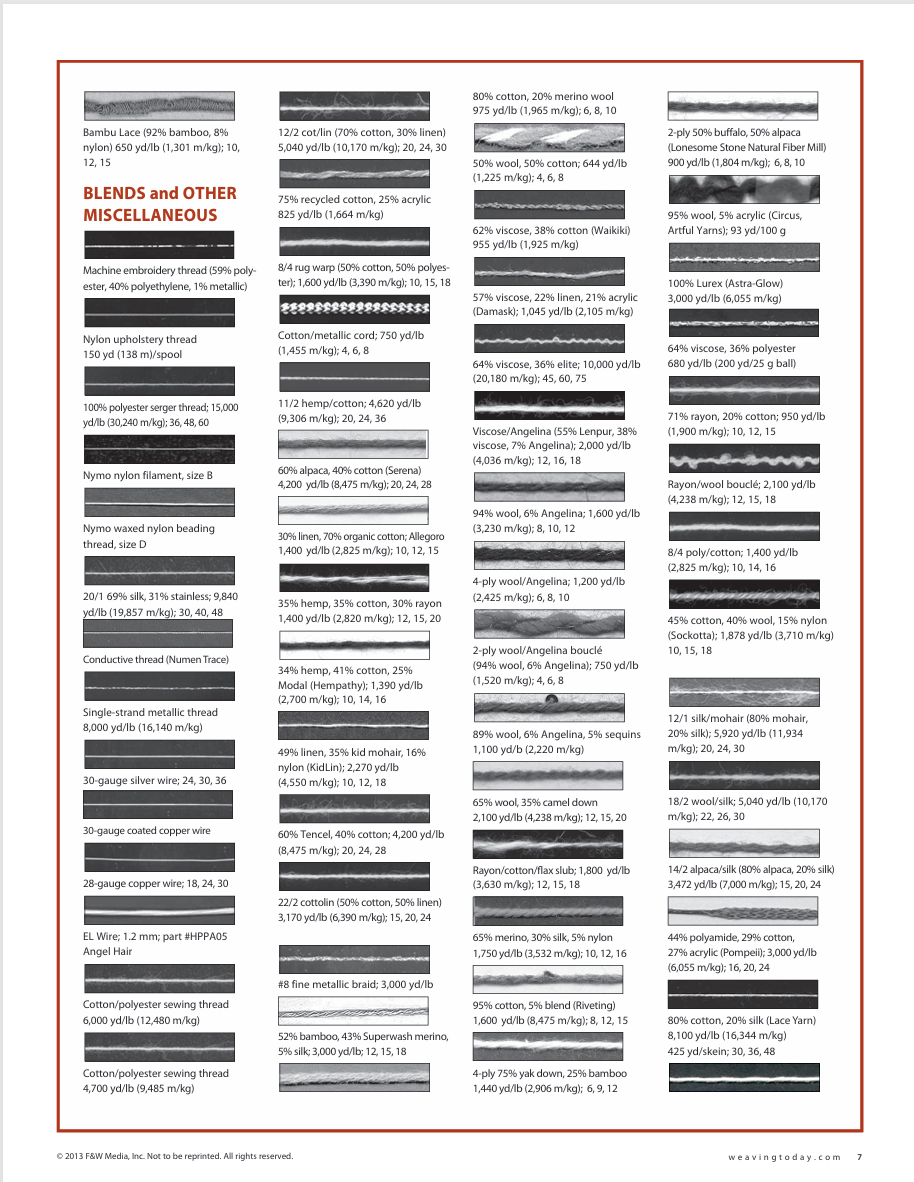 Bambu Lace (92% bamboo, 8%
nylon) 650 yd/lb (1,301 m/kg); 10,
12, 15
BLENDS and OTHER
MISCELLANEOUS
Machine embroidery thread (59% poly-
ester, 40% polyethylene, 1% metallic)
Nylon upholstery thread
150 yd (138 m)/spool
100% polyester serger thread; 15,000
yd/lb (30,240 m/kg); 36, 48, 60
Nymo nylon filament, size B
Nymo waxed nylon beading
thread, size D
20/1 69% silk, 31% stainless; 9,840
yd/lb (19,857 m/kg); 30, 40, 48
Conductive thread (Numen Trace)
Single-strand metallic thread
8,000 yd/lb (16,140 m/kg)
30-gauge silver wire; 24, 30, 36
30-gauge coated copper wire
28-gauge copper wire; 18, 24, 30
EL Wire; 1.2 mm; part #HPPA05
Angel Hair
Cotton/polyester sewing thread
6,000 yd/lb (12,480 m/kg)
Cotton/polyester sewing thread
4,700 yd/lb (9,485 m/kg)
12/2 cot/lin (70% cotton, 30% linen)
5,040 yd/lb (10,170 m/kg); 20, 24, 30
75% recycled cotton, 25% acrylic
825 yd/lb (1,664 m/kg)
8/4 rug warp (50% cotton, 50% polyes-
ter); 1,600 yd/lb (3,390 m/kg); 10, 15, 18
Cotton/metallic cord; 750 yd/lb
(1,455 m/kg); 4, 6, 8
11/2 hemp/cotton; 4,620 yd/lb
(9,306 m/kg); 20, 24, 36
60% alpaca, 40% cotton (Serena)
4,200 yd/lb (8,475 m/kg); 20, 24, 28
30% linen, 70% organic cotton; Allegoro
1,400 yd/lb (2,825 m/kg); 10, 12, 15
35% hemp, 35% cotton, 30% rayon
1,400 yd/lb (2,820 m/kg); 12, 15, 20
34% hemp, 41% cotton, 25%
Modal (Hempathy); 1,390 yd/lb
(2,700 m/kg); 10, 14, 16
49% linen, 35% kid mohair, 16%
nylon (KidLin); 2,270 yd/lb
(4,550 m/kg); 10, 12, 18
60% Tencel, 40% cotton; 4,200 yd/lb
(8,475 m/kg); 20, 24, 28
22/2 cottolin (50% cotton, 50% linen)
3,170 yd/lb (6,390 m/kg); 15, 20, 24
#8 fine metallic braid; 3,000 yd/lb
52% bamboo, 43% Superwash merino,
5% silk; 3,000 yd/lb; 12, 15, 18
80% cotton, 20% merino wool
975 yd/lb (1,965 m/kg); 6, 8, 10
50% wool, 50% cotton; 644 yd/lb
(1,225 m/kg); 4, 6, 8
62% viscose, 38% cotton (Waikiki)
955 yd/lb (1,925 m/kg)
57% viscose, 22% linen, 21% acrylic
(Damask); 1,045 yd/lb (2,105 m/kg)
64% viscose, 36% elite; 10,000 yd/lb
(20,180 m/kg); 45, 60, 75
Viscose/Angelina (55% Lenpur, 38%
viscose, 7% Angelina); 2,000 yd/lb
(4,036 m/kg); 12, 16, 18
94% wool, 6% Angelina; 1,600 yd/lb
(3,230 m/kg); 8, 10, 12
4-ply wool/Angelina; 1,200 yd/lb
(2,425 m/kg); 6, 8, 10
2-ply wool/Angelina bouclé
(94% wool, 6% Angelina); 750 yd/lb
(1,520 m/kg); 4, 6, 8
89% wool, 6% Angelina, 5% sequins
1,100 yd/b (2,220 m/kg)
65% wool, 35% camel down
2,100 yd/lb (4,238 m/kg); 12, 15, 20
Rayon/cotton/flax slub; 1,800 yd/lb
(3,630 m/kg); 12, 15, 18
65% merino, 30% silk, 5% nylon
1,750 yd/lb (3,532 m/kg); 10, 12, 16
95% cotton, 5% blend (Riveting)
1,600 yd/lb (8,475 m/kg); 8, 12, 15
4-ply 75% yak down, 25% bamboo
1,440 yd/lb (2,906 m/kg); 6, 9, 12
2-ply 50% buffalo, 50% alpaca
(Lonesome Stone Natural Fiber Mill)
900 yd/lb (1,804 m/kg); 6, 8, 10
95% wool, 5% acrylic (Circus,
Artful Yarns); 93 yd/100 g
100% Lurex (Astra-Glow)
3,000 yd/lb (6,055 m/kg)
64% viscose, 36% polyester
680 yd/lb (200 yd/25 g ball)
71% rayon, 20% cotton; 950 yd/lb
(1,900 m/kg); 10, 12, 15
Rayon/wool bouclé; 2,100 yd/lb
(4,238 m/kg); 12, 15, 18
8/4 poly/cotton; 1,400 yd/lb
(2,825 m/kg); 10, 14, 16
45% cotton, 40% wool, 15% nylon
(Sockotta); 1,878 yd/lb (3,710 m/kg)
10, 15, 18
12/1 silk/mohair (80% mohair,
20% silk); 5,920 yd/lb (11,934
m/kg); 20, 24, 30
18/2 wool/silk; 5,040 yd/lb (10,170
m/kg); 22, 26, 30
14/2 alpaca/silk (80% alpaca, 20% silk)
3,472 yd/lb (7,000 m/kg); 15, 20, 24
44% polyamide, 29% cotton,
27% acrylic (Pompeii); 3,000 yd/lb
(6,055 m/kg); 16, 20, 24
80% cotton, 20% silk (Lace Yarn)
8,100 yd/lb (16,344 m/kg)
425 yd/skein; 30, 36, 48
© 2013 F&W Media, Inc. Not to be reprinted. All rights reserved.
weavingtoday.com 7